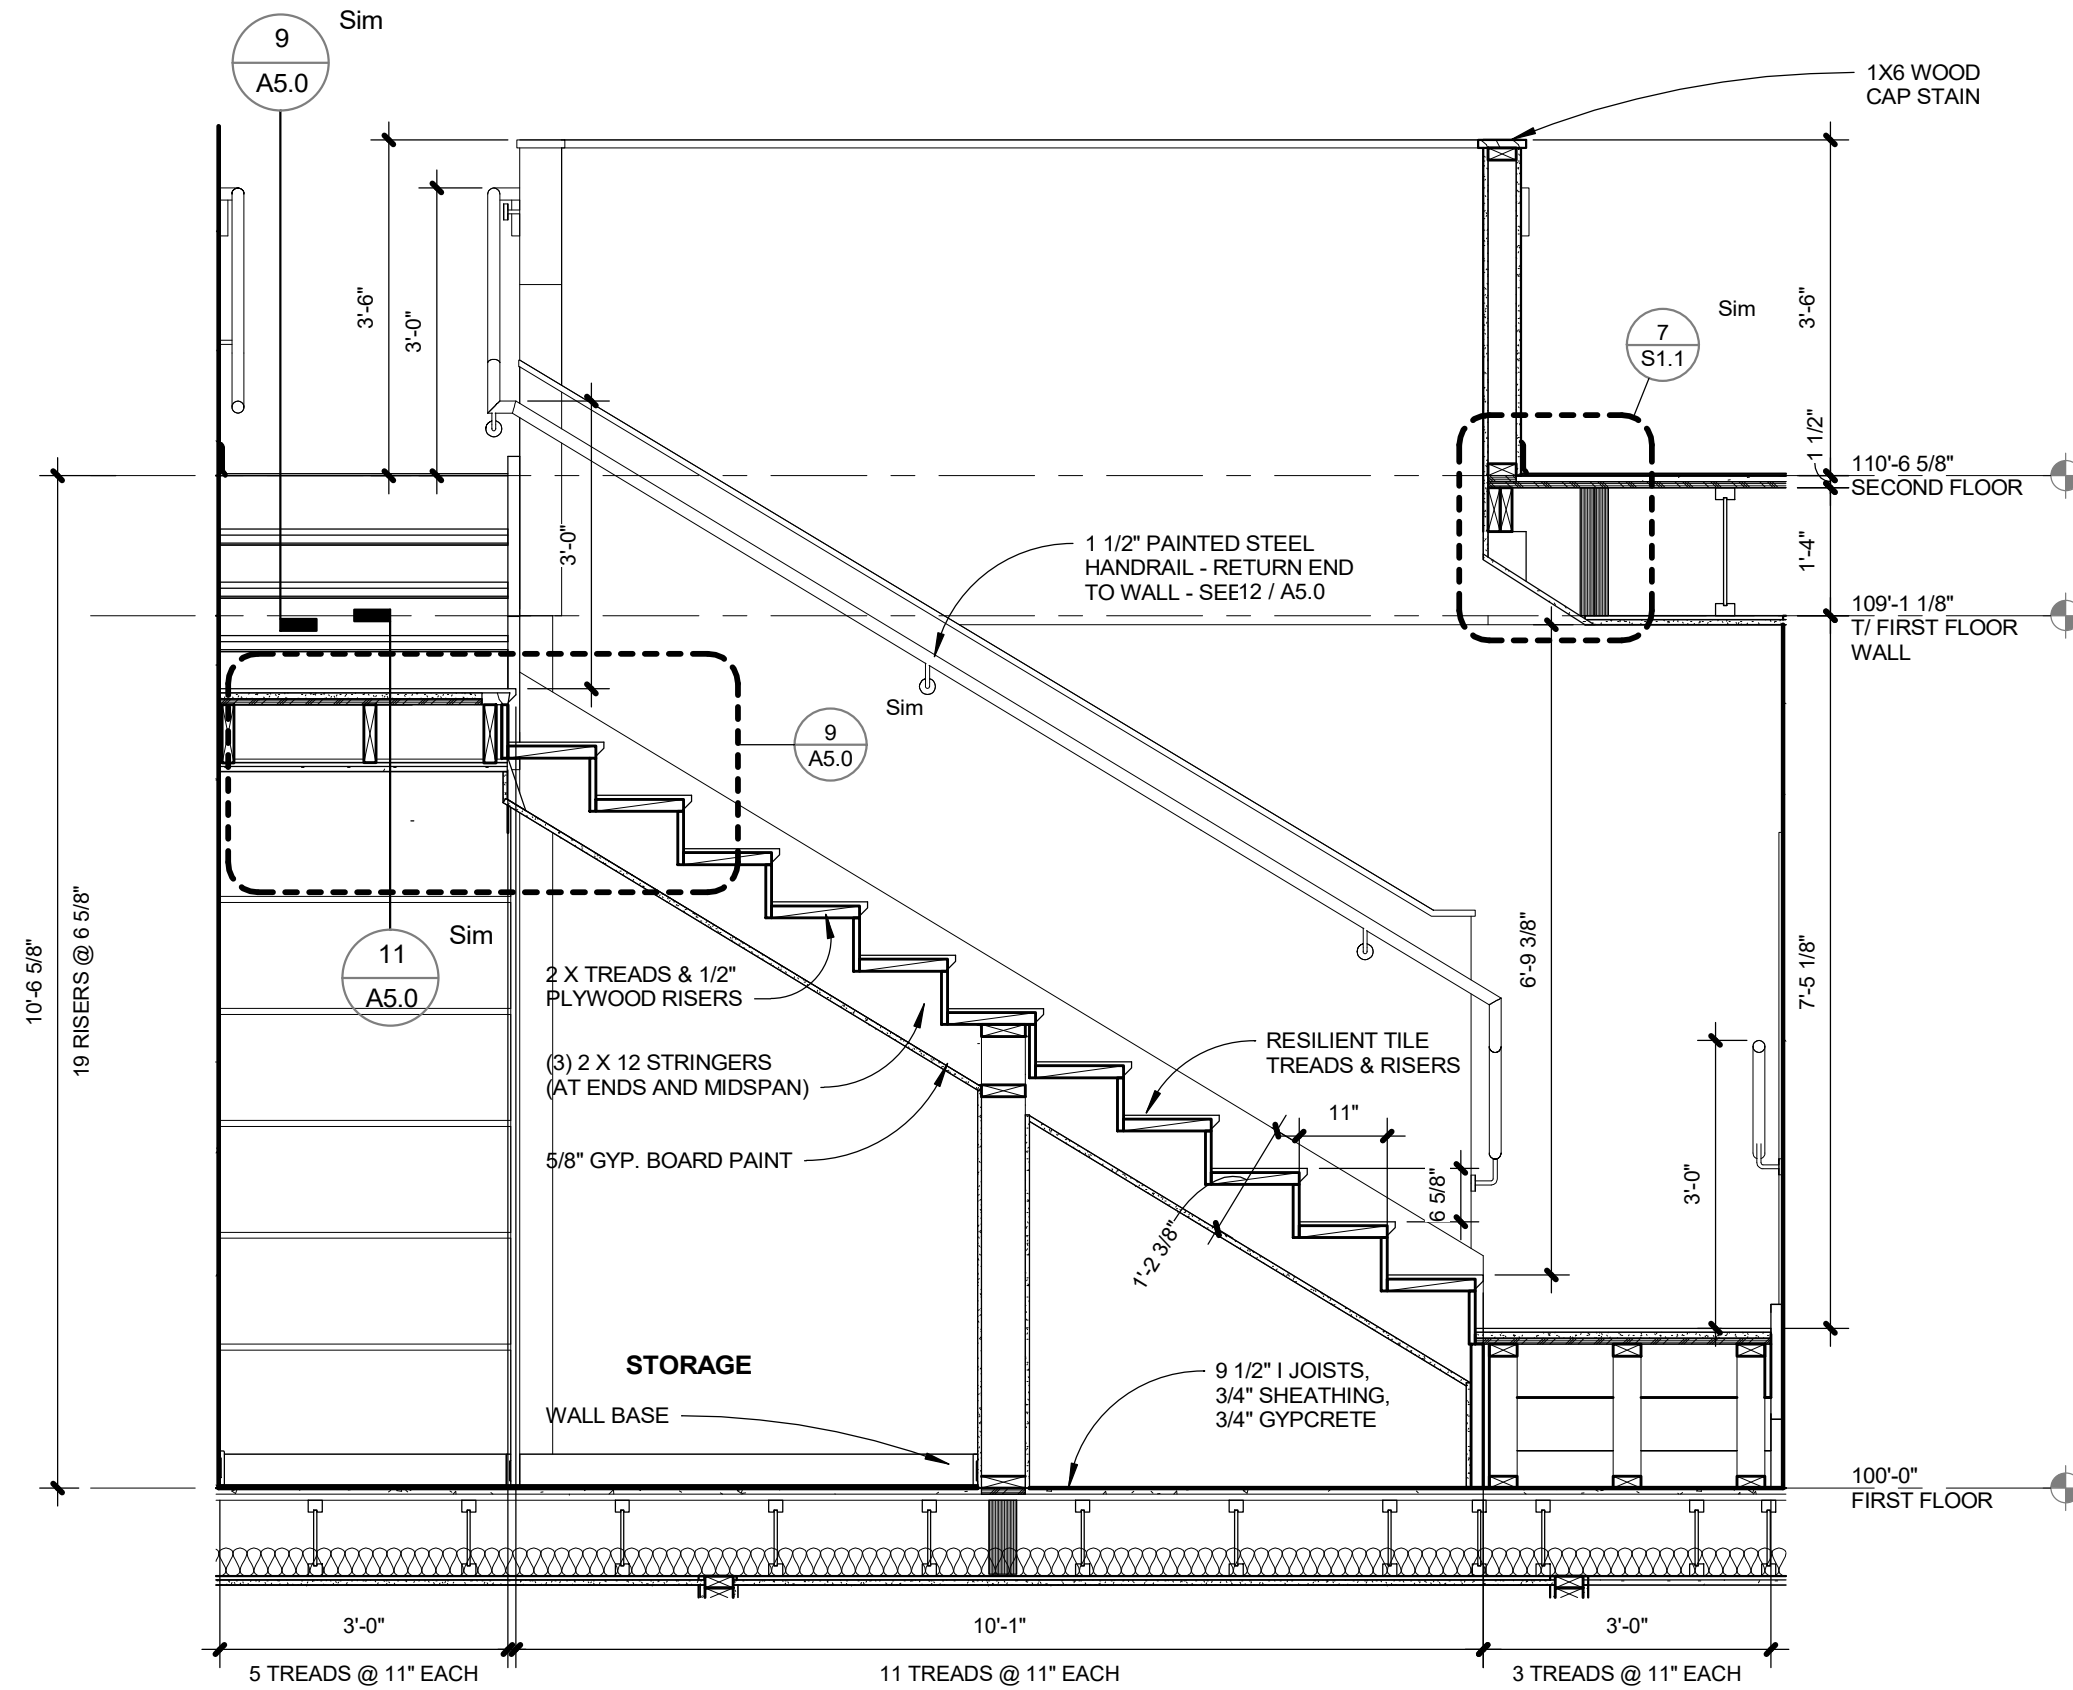 9
A5.0
Sim
1X6 WOOD
CAP STAIN
3'-6"
3'-0"
3'-6"
Sim
7
S1.1
1 1/2"
110'-6 5/8"
SECOND FLOOR
1'-4"
109'-1 1/8"
T/ FIRST FLOOR
WALL
3'-0"
1 1/2" PAINTED STEEL
HANDRAIL - RETURN END
TO WALL - SEE12 / A5.0
Sim
9
A5.0
10'-6 5/8"
19 RISERS @ 6 5/8"
Sim
11
A5.0
2 X TREADS & 1/2"
PLYWOOD RISERS
(3) 2 X 12 STRINGERS
(AT ENDS AND MIDSPAN)
5/8" GYP. BOARD PAINT
RESILIENT TILE
TREADS & RISERS
11"
6 5/8"
1'-2 3/8"
6'-9 3/8"
3'-0"
7'-5 1/8"
STORAGE
WALL BASE
9 1/2" I JOISTS,
3/4" SHEATHING,
3/4" GYPCRETE
100'-0"
FIRST FLOOR
3'-0"
10'-1"
3'-0"
5 TREADS @ 11" EACH
11 TREADS @ 11" EACH
3 TREADS @ 11" EACH